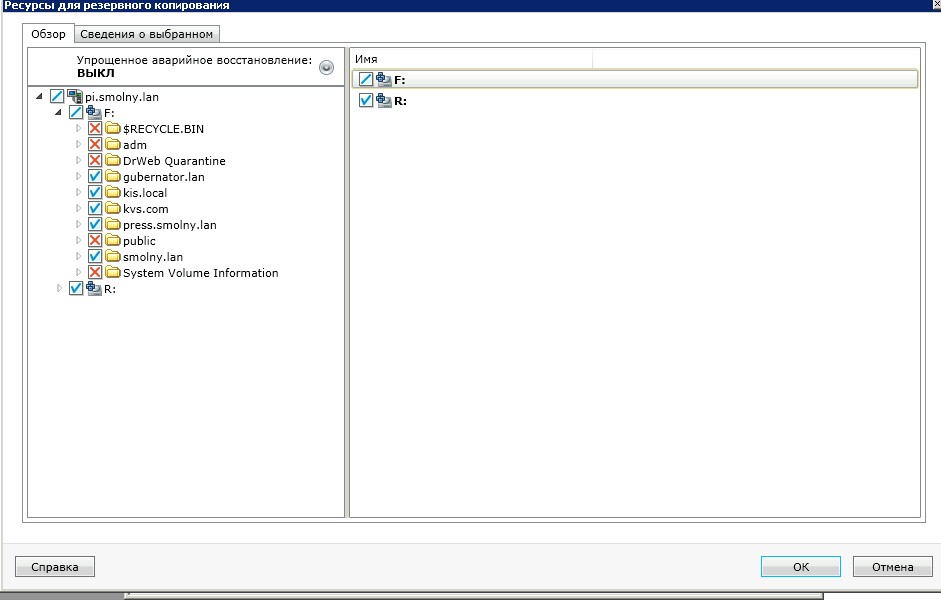 Ресурсы для резервного копирования
Обзор
Сведения о выбранном
Упрощенное аварийное восстановление:
ВЫКЛ
pi.smolny.lan
F:
$RECYCLE.BIN
adm
DrWeb Quarantine
gubernator.lan
kis.local
kvs.com
press.smolny.lan
public
smolny.lan
System Volume Information
R:
Имя
F:
R:
Справка
OK
Отмена